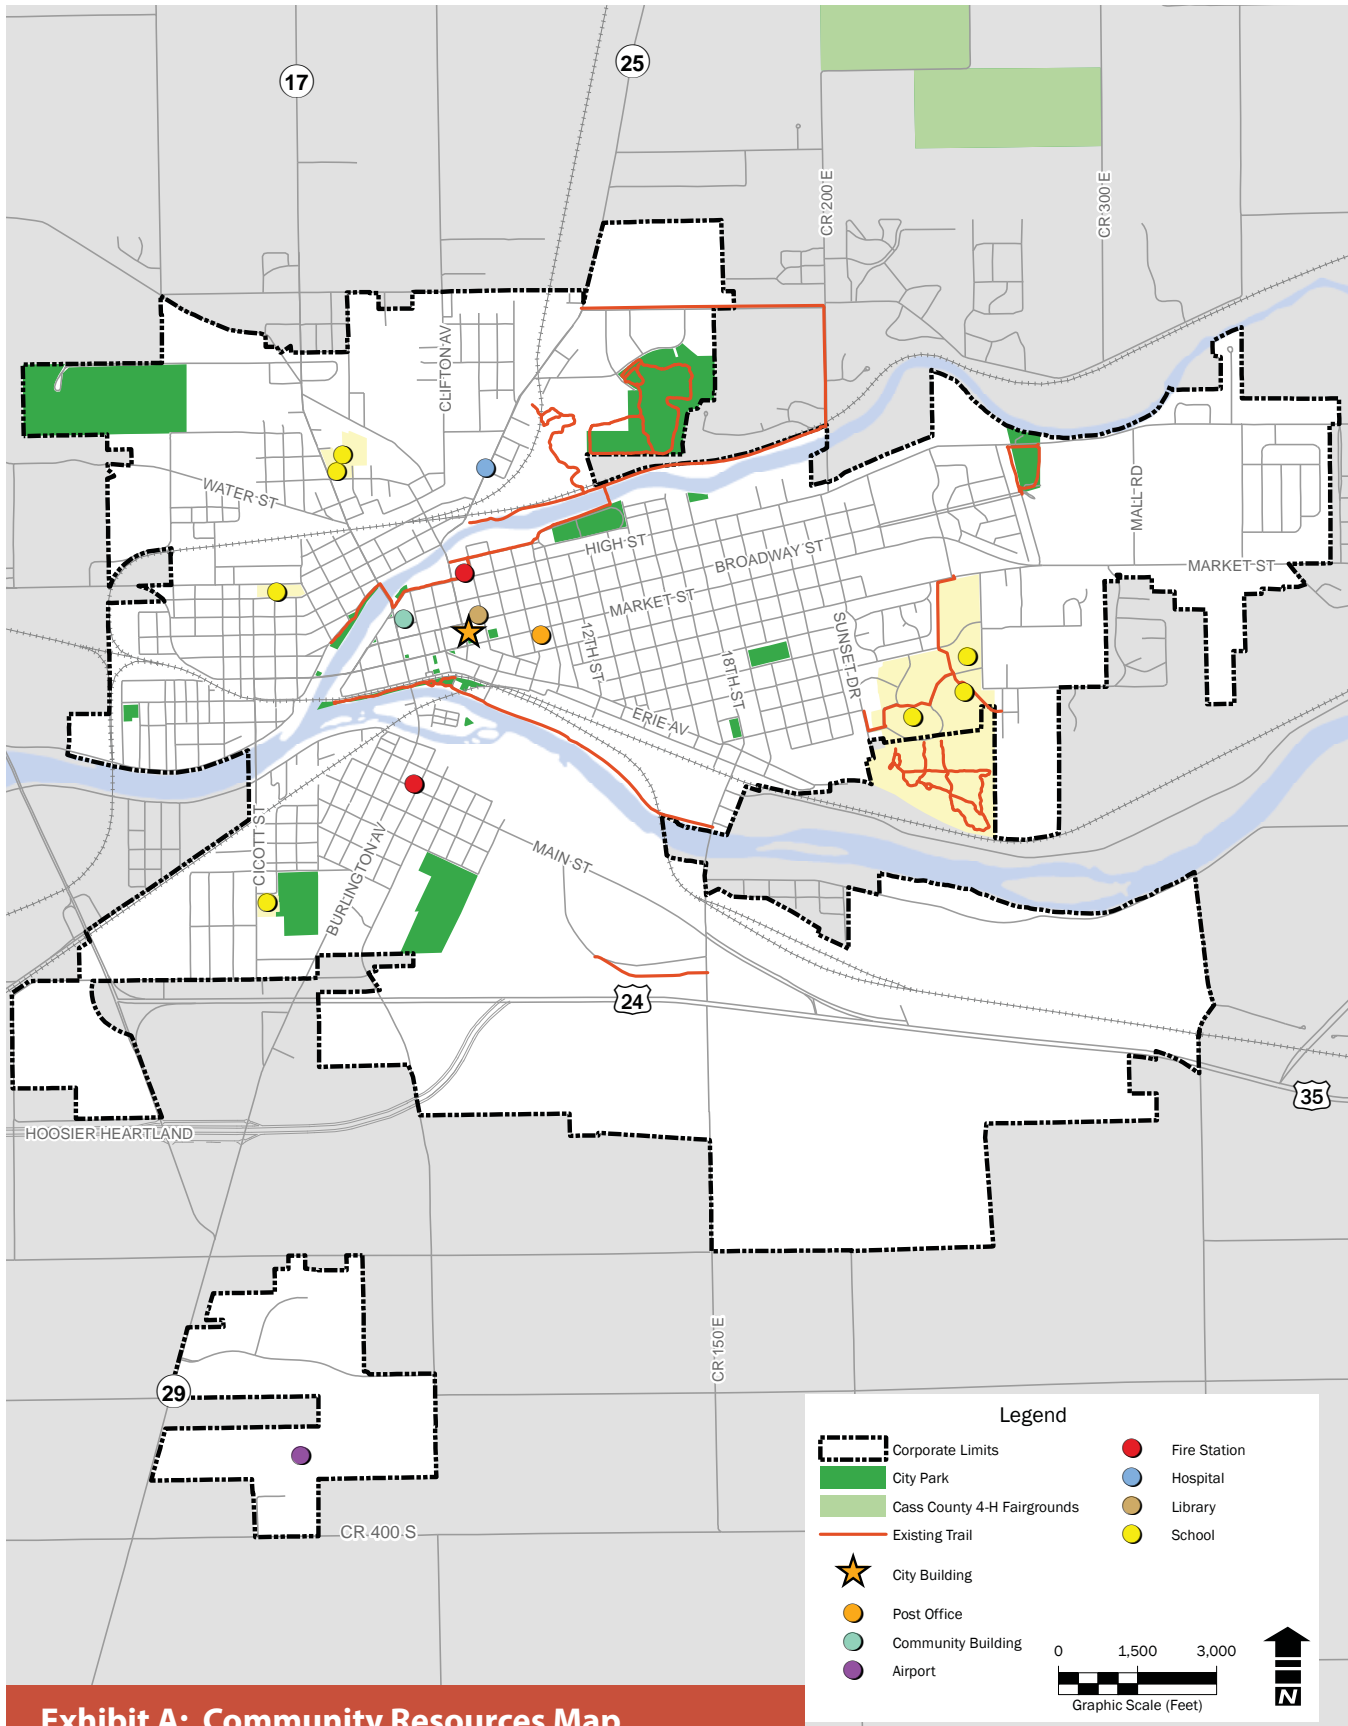 25
17
CR 200 E
CR 300 E
CLIFTON AV
WATER ST
MALL RD
HIGH ST
BROADWAY ST
MARKET ST
MARKET ST
12TH ST
SUNSET DR
18TH ST
ERIE AV
CICOTT ST
BURLINGTON AV
MAIN ST
24
35
HOOSIER HEARTLAND
CR 150 E
29
CR 400 S
Legend
Corporate Limits
City Park
Cass County 4-H Fairgrounds
Existing Trail
City Building
Post Office
Community Building
Airport
Fire Station
Hospital
Library
School
0 1,500 3,000
Graphic Scale (Feet)
N
Exhibit A: Community Resources Map